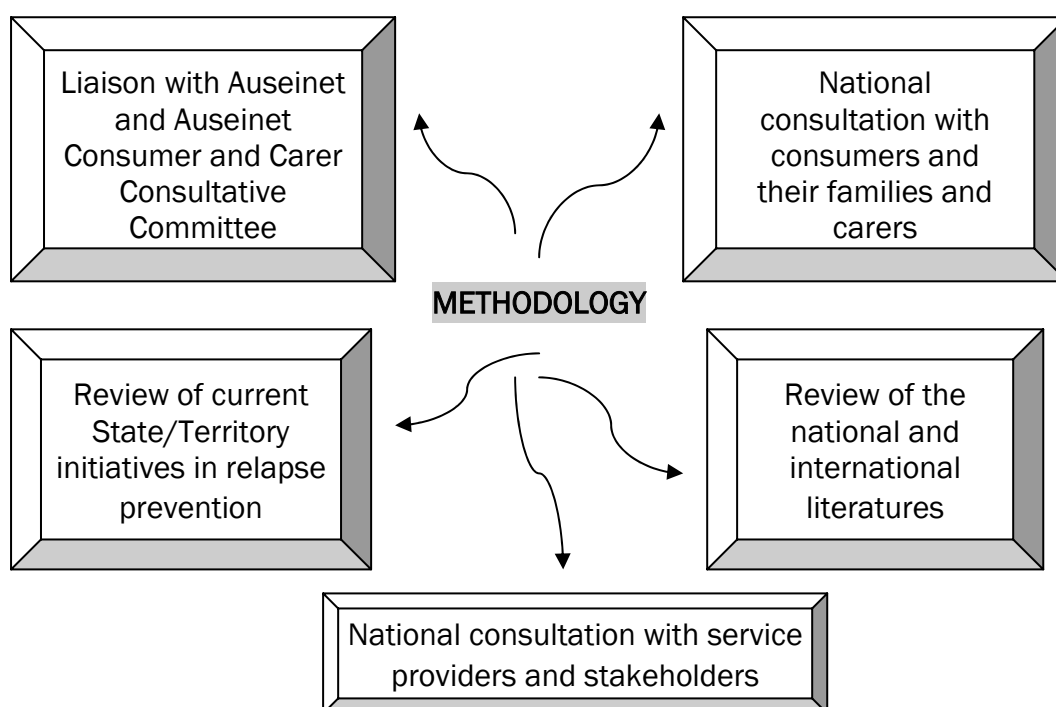 Liaison with Auseinet
and Auseinet
Consumer and Carer
Consultative
Committee
National
consultation with
consumers and
their families and
carers
METHODOLOGY
Review of current
State/Territory
initiatives in relapse
prevention
Review of the
national and
international
literatures
National consultation with service
providers and stakeholders